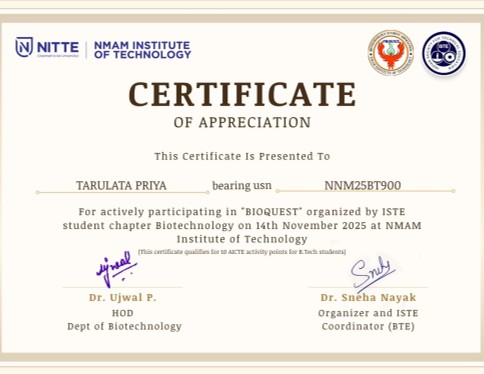 NITTE
NMAM INSTITUTE
OF TECHNOLOGY
CERTIFICATE
OF APPRECIATION
This Certificate Is Presented To
TARULATA PRIYA bearing usn NNM25BT900
For actively participating in "BIOQUEST" organized by ISTE
student chapter Biotechnology on 14th November 2025 at NMAM
Institute of Technology
(This certificate qualifies for 10 AICTE activity points for B.Tech students)
Dr. Ujwal P.
HOD
Dept of Biotechnology
Dr. Sneha Nayak
Organizer and ISTE
Coordinator (BTE)